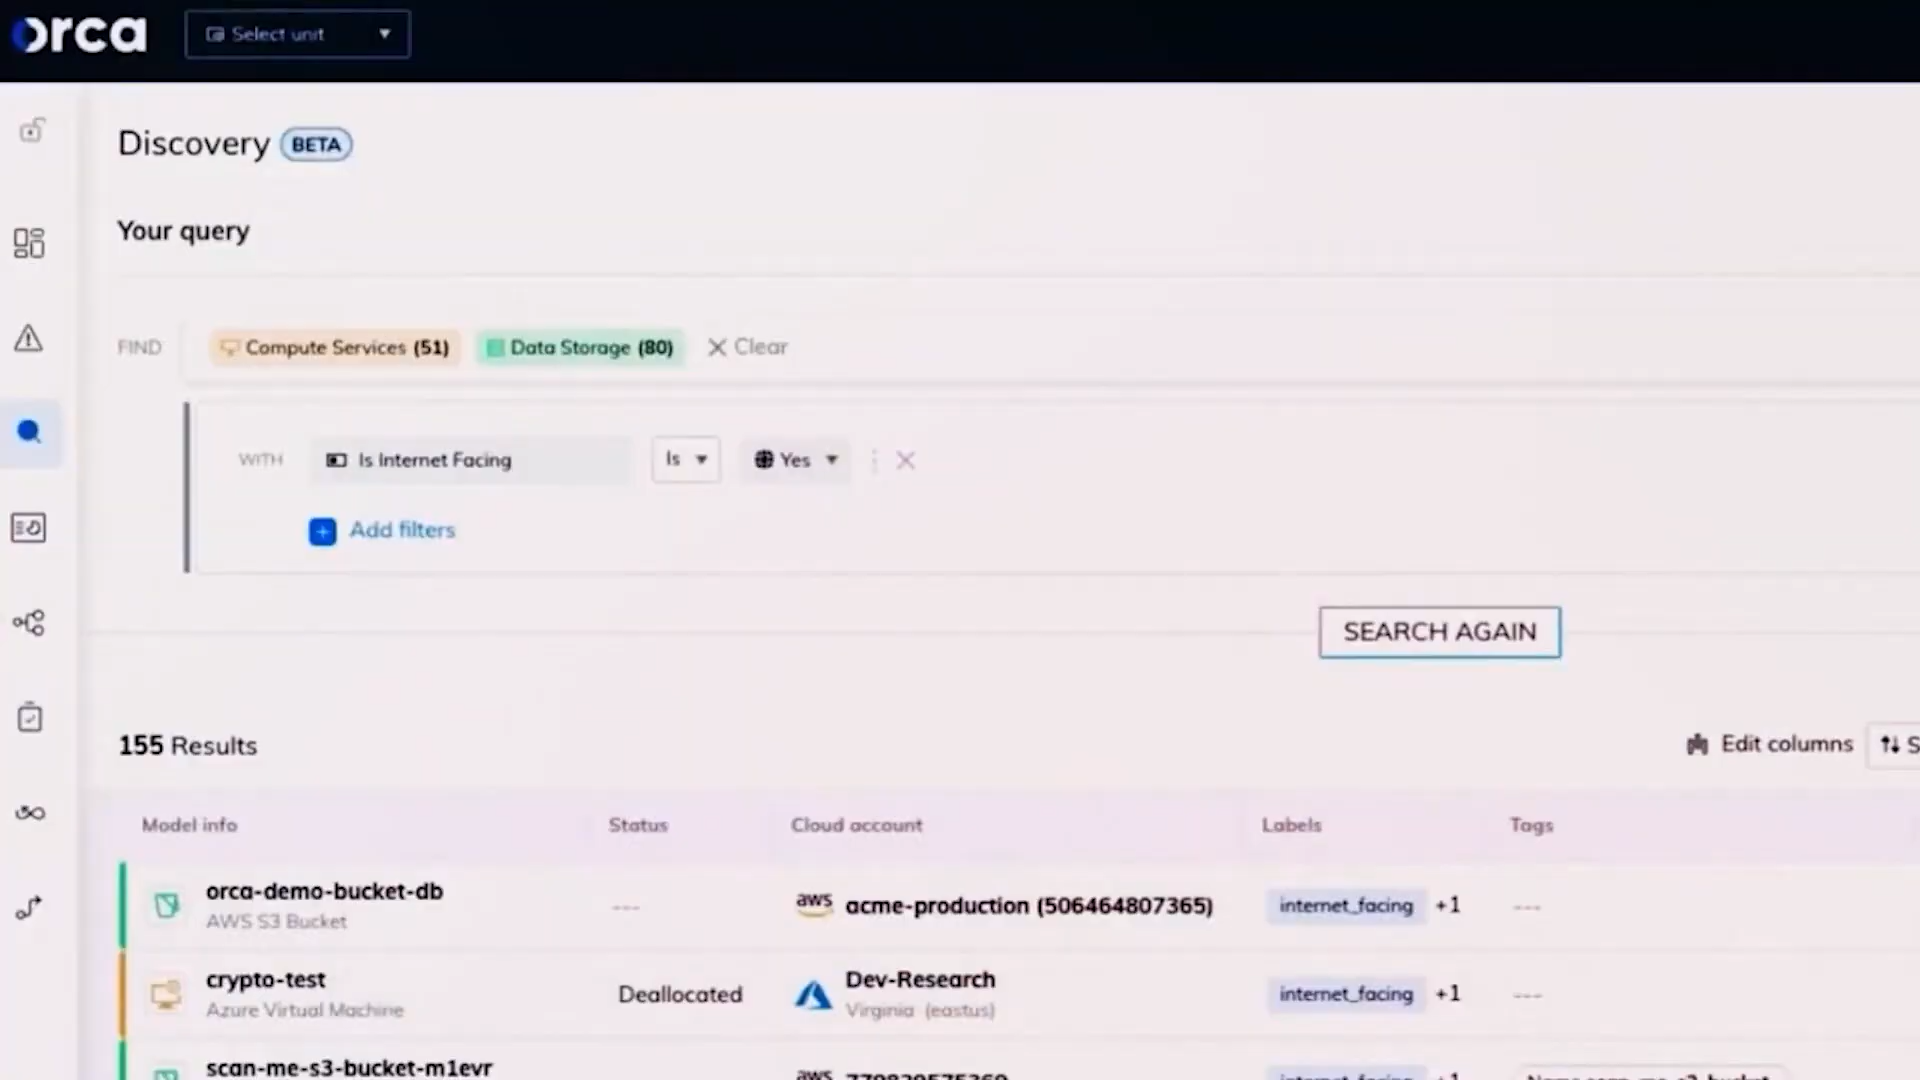 orca
Select unit
Discovery BETA
Your query
FIND Compute Services (51) Data Storage (80) Clear
WITH Is Internet Facing Is Yes
Add filters
SEARCH AGAIN
155 Results Edit columns S
Model info Status Cloud account Labels Tags
orca-demo-bucket-db
AWS S3 Bucket
---
aws acme-production (506464807365)
internet_facing +1
---
crypto-test
Azure Virtual Machine
Deallocated
Dev-Research
Virginia (eastus)
internet_facing +1
---
scan-me-s3-bucket-m1evr
aws
internet_facing +1